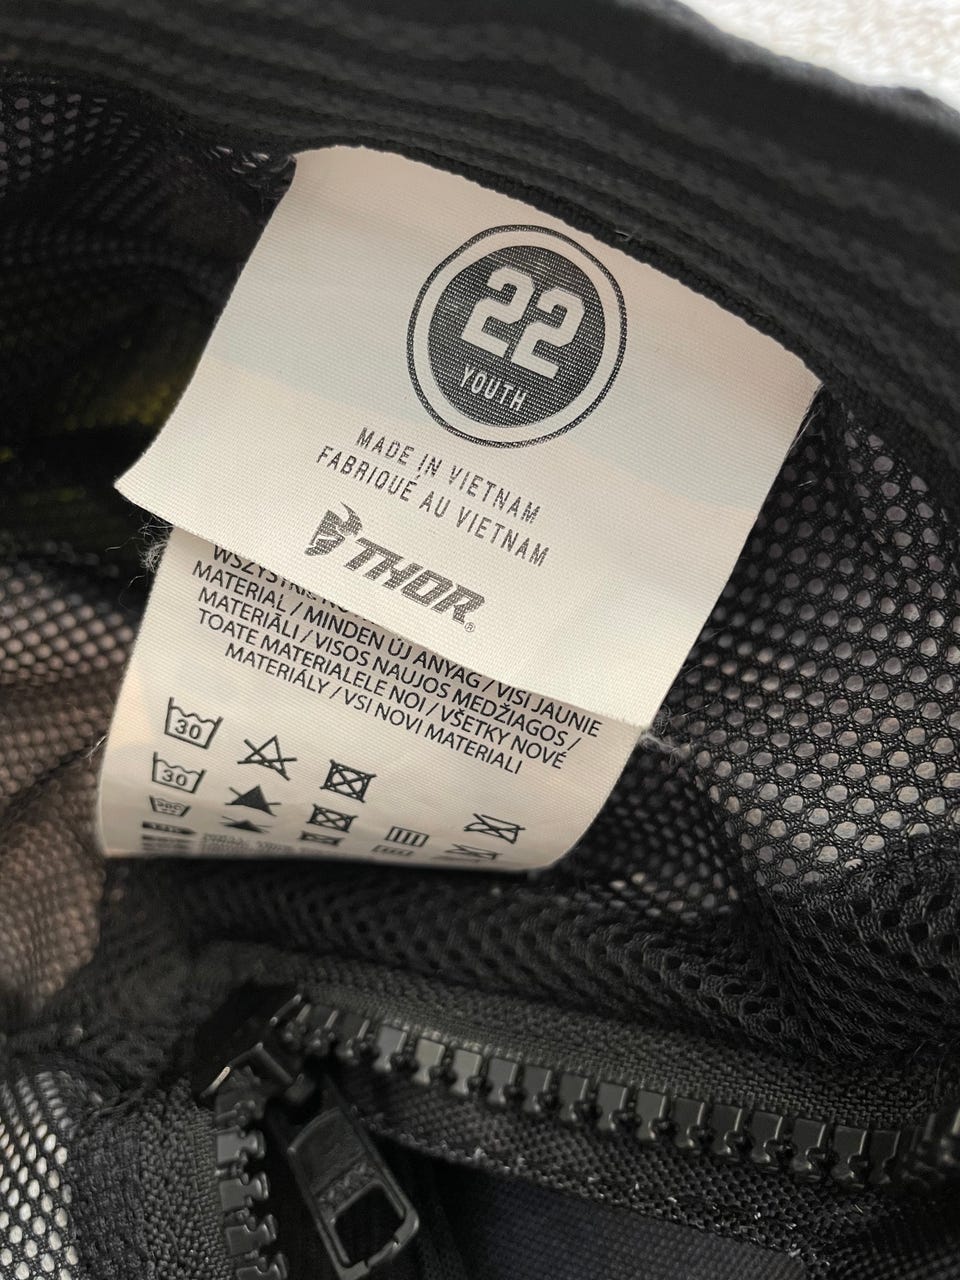 22
YOUTH
MADE IN VIETNAM
FABRIQUÉ AU VIETNAM
THOR®
MATERIAL / MINDEN ÚJ ANYAG / VISI JAUNIE
MATERIĀLI / VISOS NAUJOS MEDŽIAGOS /
TOATE MATERIALELE NOI / VŠETKY NOVÉ
MATERIÁLY / VSI NOVI MATERIALI
30
30